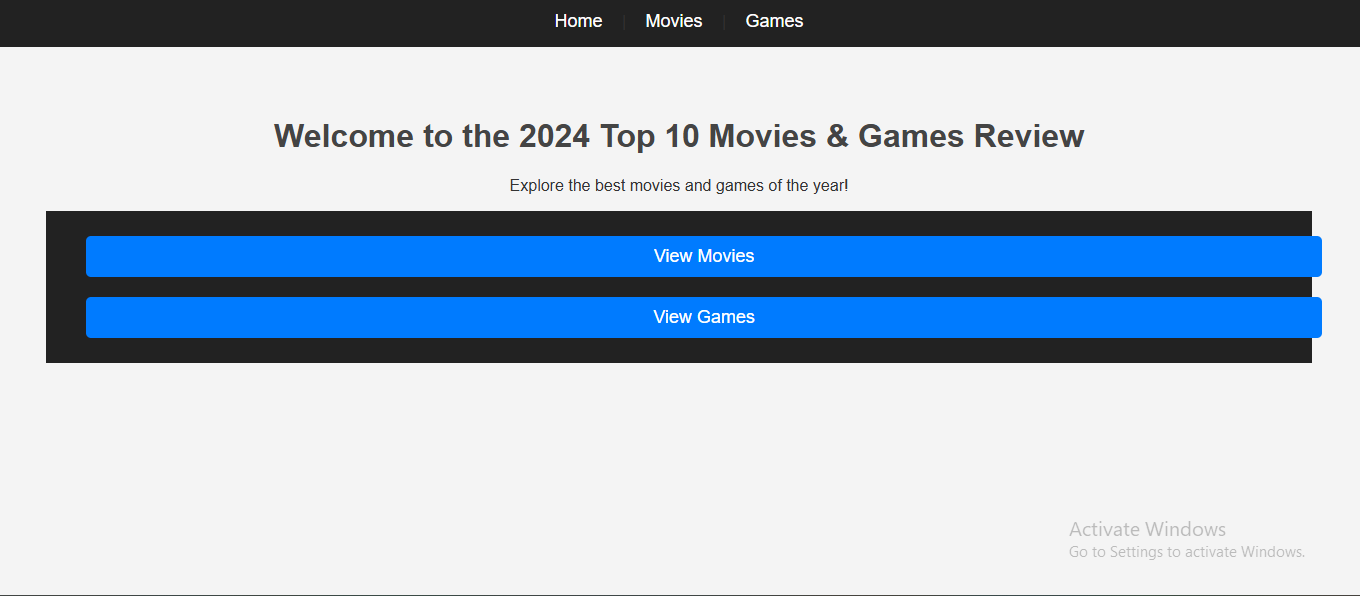 Home | Movies | Games
Welcome to the 2024 Top 10 Movies & Games Review
Explore the best movies and games of the year!
View Movies
View Games
Activate Windows
Go to Settings to activate Windows.